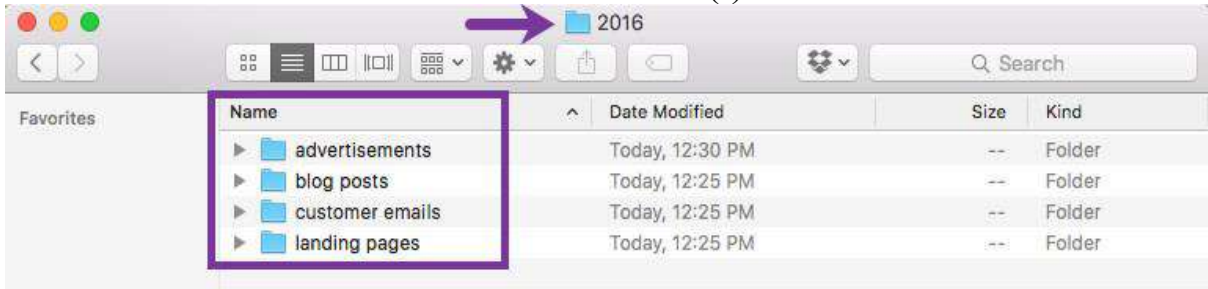 2016
Search
Favorites
Name Date Modified Size Kind
advertisements Today, 12:30 PM -- Folder
blog posts Today, 12:25 PM -- Folder
customer emails Today, 12:25 PM -- Folder
landing pages Today, 12:25 PM -- Folder